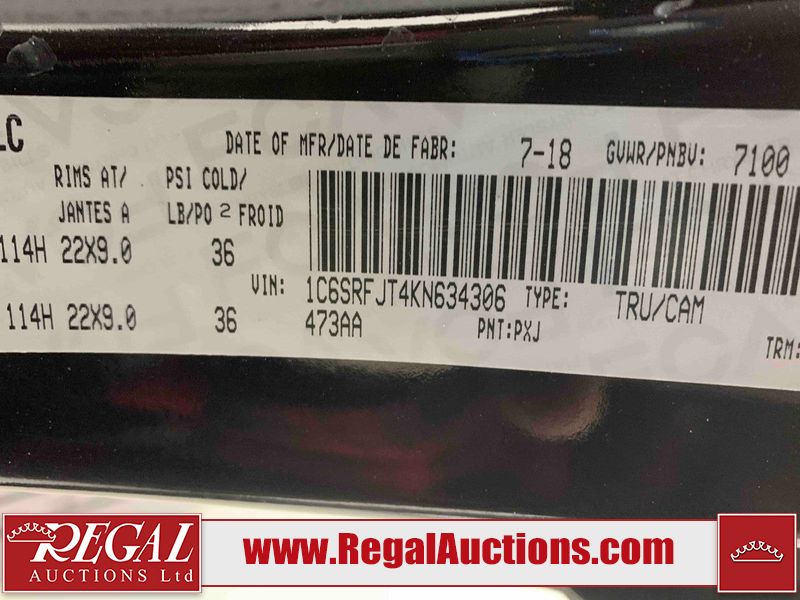 LC
DATE OF MFR/DATE DE FABR: 7-18 GVWR/PNBV: 7100
RIMS AT/ PSI COLD/
JANTES A LB/PO 2 FROID
114H 22X9.0 36
VIN: 1C6SRFJT4KN634306 TYPE: TRU/CAM
114H 22X9.0 36 473AA PNT:PXJ TRM:
REGAL
AUCTIONS Ltd
www.RegalAuctions.com